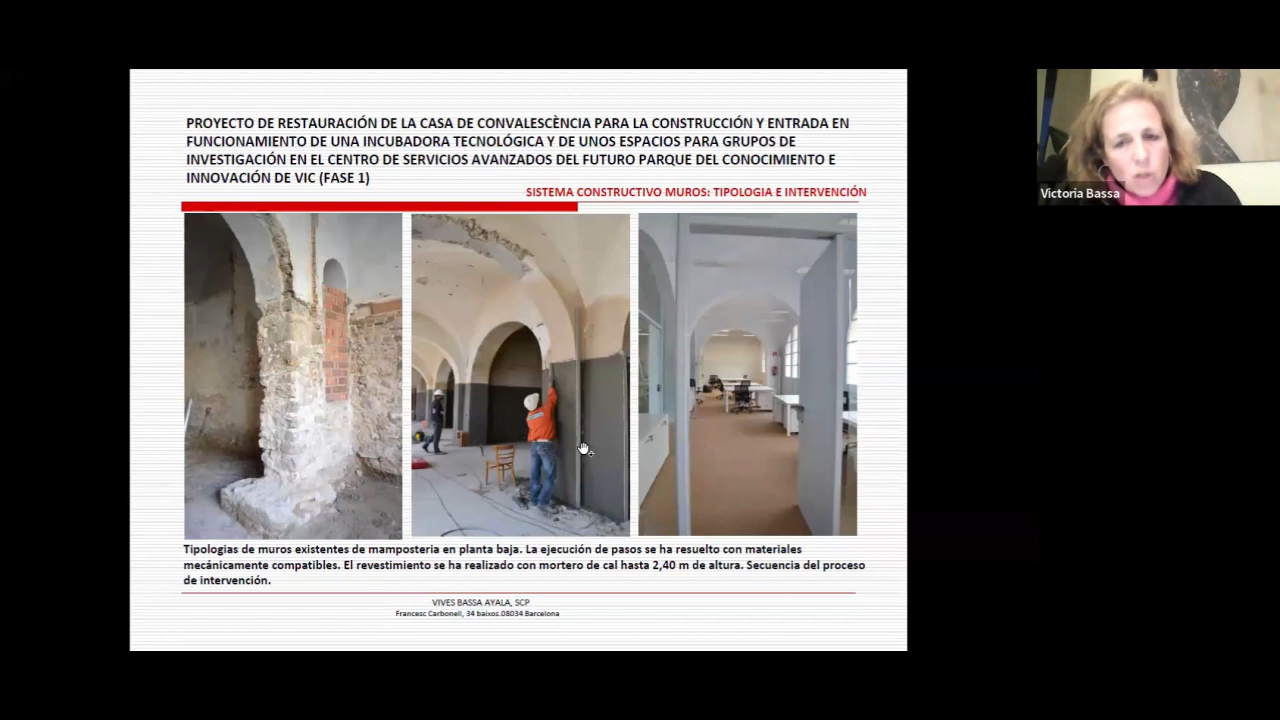 PROYECTO DE RESTAURACIÓN DE LA CASA DE CONVALESCÈNCIA PARA LA CONSTRUCCIÓN Y ENTRADA EN
FUNCIONAMIENTO DE UNA INCUBADORA TECNOLÓGICA Y DE UNOS ESPACIOS PARA GRUPOS DE
INVESTIGACIÓN EN EL CENTRO DE SERVICIOS AVANZADOS DEL FUTURO PARQUE DEL CONOCIMIENTO E
INNOVACIÓN DE VIC (FASE 1)
SISTEMA CONSTRUCTIVO MUROS: TIPOLOGIA E INTERVENCIÓN
Victoria Bassa
Tipologias de muros existentes de mamposteria en planta baja. La ejecución de pasos se ha resuelto con materiales
mecánicamente compatibles. El revestimiento se ha realizado con mortero de cal hasta 2,40 m de altura. Secuencia del proceso
de intervención.
VIVES BASSA AYALA, SCP
Francesc Carbonell, 34 baixos.08034 Barcelona